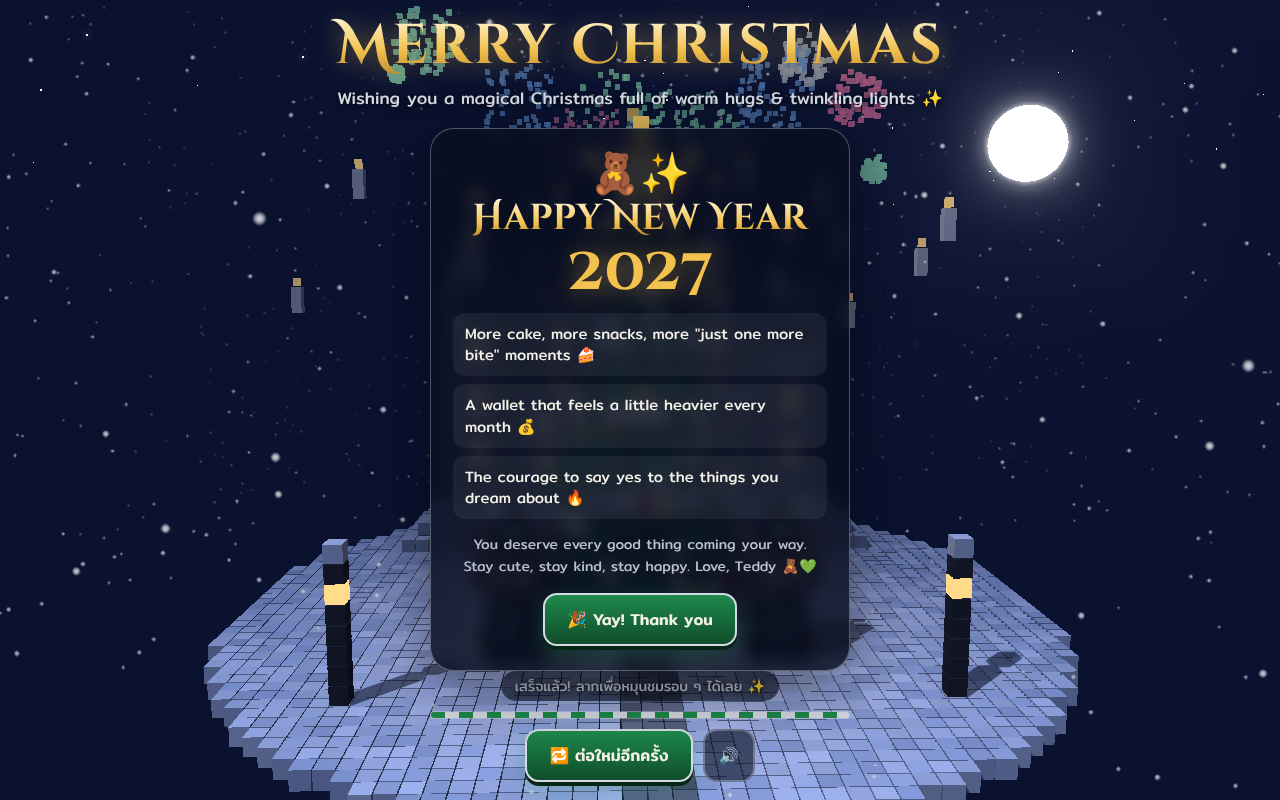 Merry Christmas
Wishing you a magical Christmas full of warm hugs & twinkling lights ✨
Happy New Year
2027
More cake, more snacks, more "just one more
bite" moments 🍰
A wallet that feels a little heavier every
month 💰
The courage to say yes to the things you
dream about 🔥
You deserve every good thing coming your way.
Stay cute, stay kind, stay happy. Love, Teddy 🧸💚
🎉 Yay! Thank you
เสร็จแล้ว! ลากเพื่อหมุนชมรอบ ๆ ได้เลย ✨
🔁 ต่อใหม่อีกครั้ง